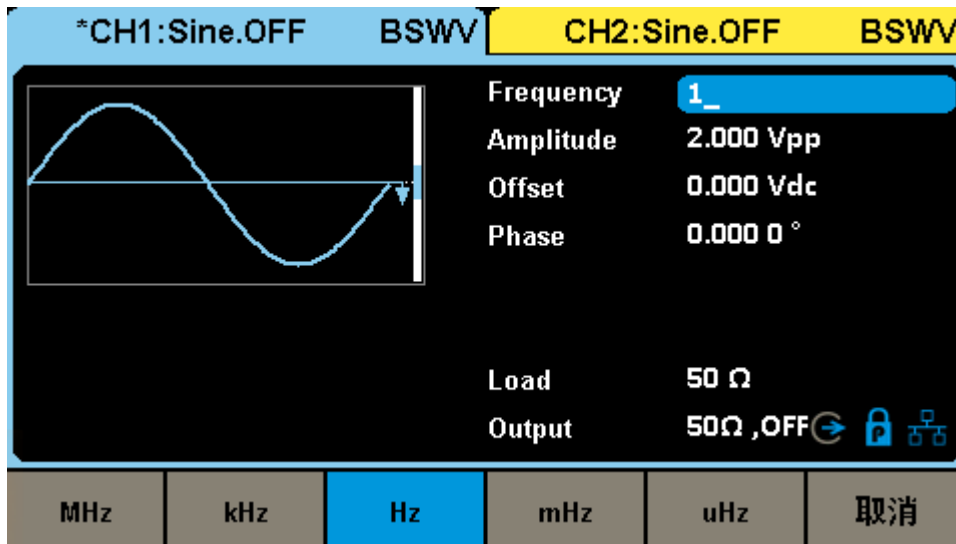 *CH1:Sine.OFF BSWV CH2:Sine.OFF BSWV
Frequency 1_
Amplitude 2.000 Vpp
Offset 0.000 Vdc
Phase 0.000 0 °
Load 50 Ω
Output 50Ω ,OFF P
MHz kHz Hz mHz uHz 取消